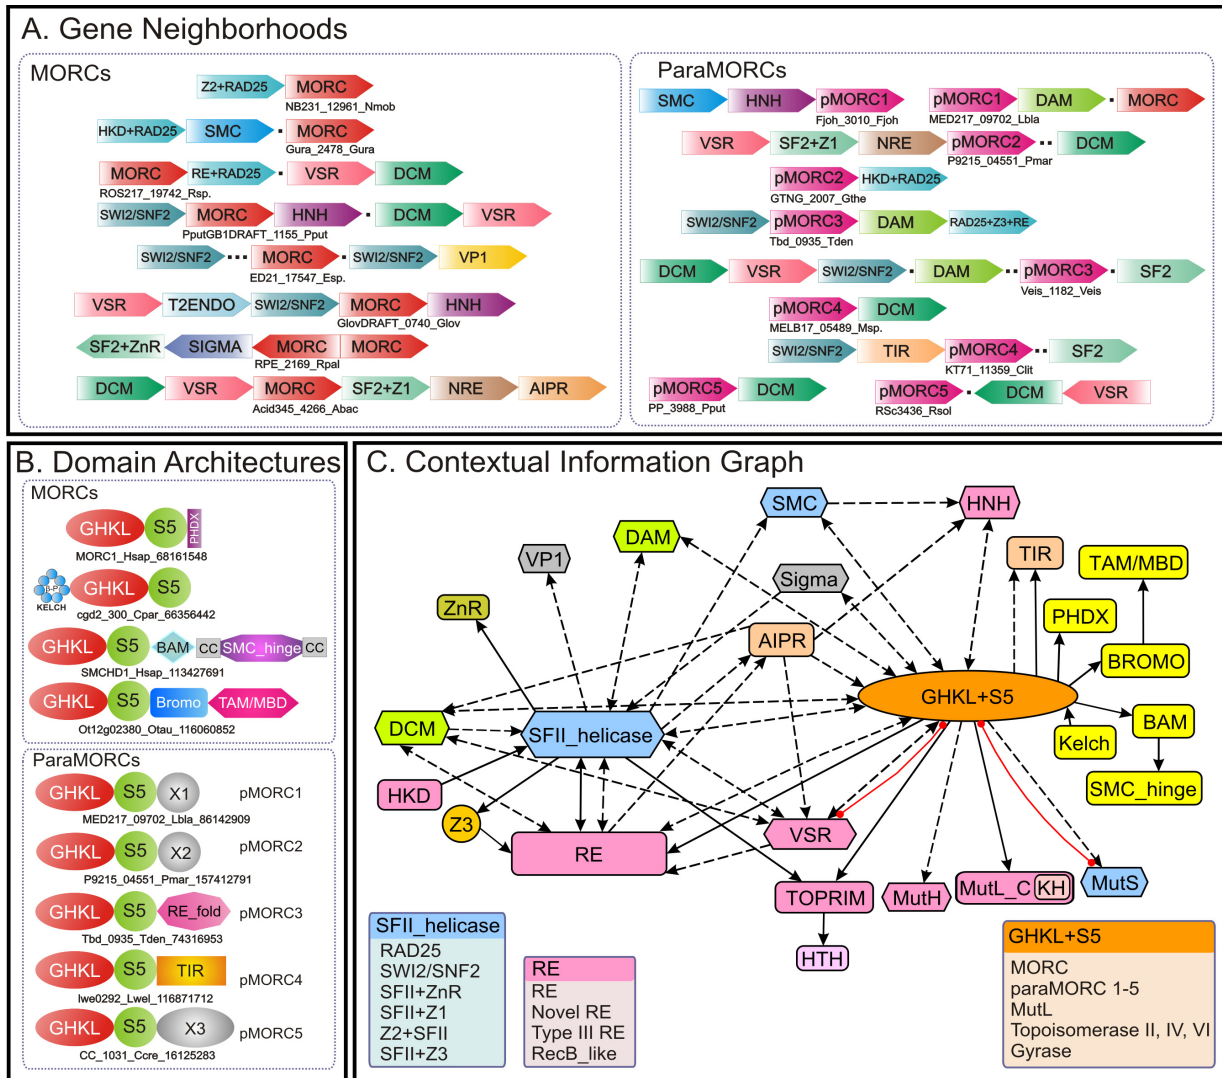 A. Gene Neighborhoods
MORCs
Z2+RAD25 MORC
NB231_12961_Nmob
HKD+RAD25 SMC MORC
Gura_2478_Gura
MORC RE+RAD25 VSR DCM
ROS217_19742_Rsp.
SWI2/SNF2 MORC HNH DCM VSR
PputGB1DRAFT_1155_Pput
SWI2/SNF2 MORC SWI2/SNF2 VP1
ED21_17547_Esp.
VSR T2ENDO SWI2/SNF2 MORC HNH
GlovDRAFT_0740_Glov
SF2+ZnR SIGMA MORC MORC
RPE_2169_Rpal
DCM VSR MORC SF2+Z1 NRE AIPR
Acid345_4266_Abac
ParaMORCs
SMC HNH pMORC1 pMORC1 DAM MORC
Fjoh_3010_Fjoh MED217_09702_Lbla
VSR SF2+Z1 NRE pMORC2 DCM
P9215_04551_Pmar
pMORC2 HKD+RAD25
GTNG_2007_Gthe
SWI2/SNF2 pMORC3 DAM RAD25+Z3+RE
Tbd_0935_Tden
DCM VSR SWI2/SNF2 DAM pMORC3 SF2
Veis_1182_Veis
pMORC4 DCM
MELB17_05489_Msp.
SWI2/SNF2 TIR pMORC4 SF2
KT71_11359_Clit
pMORC5 DCM pMORC5 DCM VSR
PP_3988_Pput RSc3436_Rsol
B. Domain Architectures
MORCs
GHKL S5 PHDX
MORC1_Hsap_68161548
β-P KELCH GHKL S5
cgd2_300_Cpar_66356442
GHKL S5 BAM CC SMC_hinge CC
SMCHD1_Hsap_113427691
GHKL S5 Bromo TAM/MBD
Ot12g02380_Otau_116060852
ParaMORCs
GHKL S5 X1 pMORC1
MED217_09702_Lbla_86142909
GHKL S5 X2 pMORC2
P9215_04551_Pmar_157412791
GHKL S5 RE_fold pMORC3
Tbd_0935_Tden_74316953
GHKL S5 TIR pMORC4
lwe0292_Lwel_116871712
GHKL S5 X3 pMORC5
CC_1031_Ccre_16125283
C. Contextual Information Graph
SMC HNH
DAM TIR
VP1 TAM/MBD
Sigma
ZnR PHDX
AIPR
BROMO
GHKL+S5
DCM SFII_helicase BAM
Kelch
HKD SMC_hinge
Z3 VSR
RE
TOPRIM MutH MutL_C KH MutS
HTH
SFII_helicase
RAD25
SWI2/SNF2
SFII+ZnR
SFII+Z1
Z2+SFII
SFII+Z3
RE
RE
Novel RE
Type III RE
RecB_like
GHKL+S5
MORC
paraMORC 1-5
MutL
Topoisomerase II, IV, VI
Gyrase